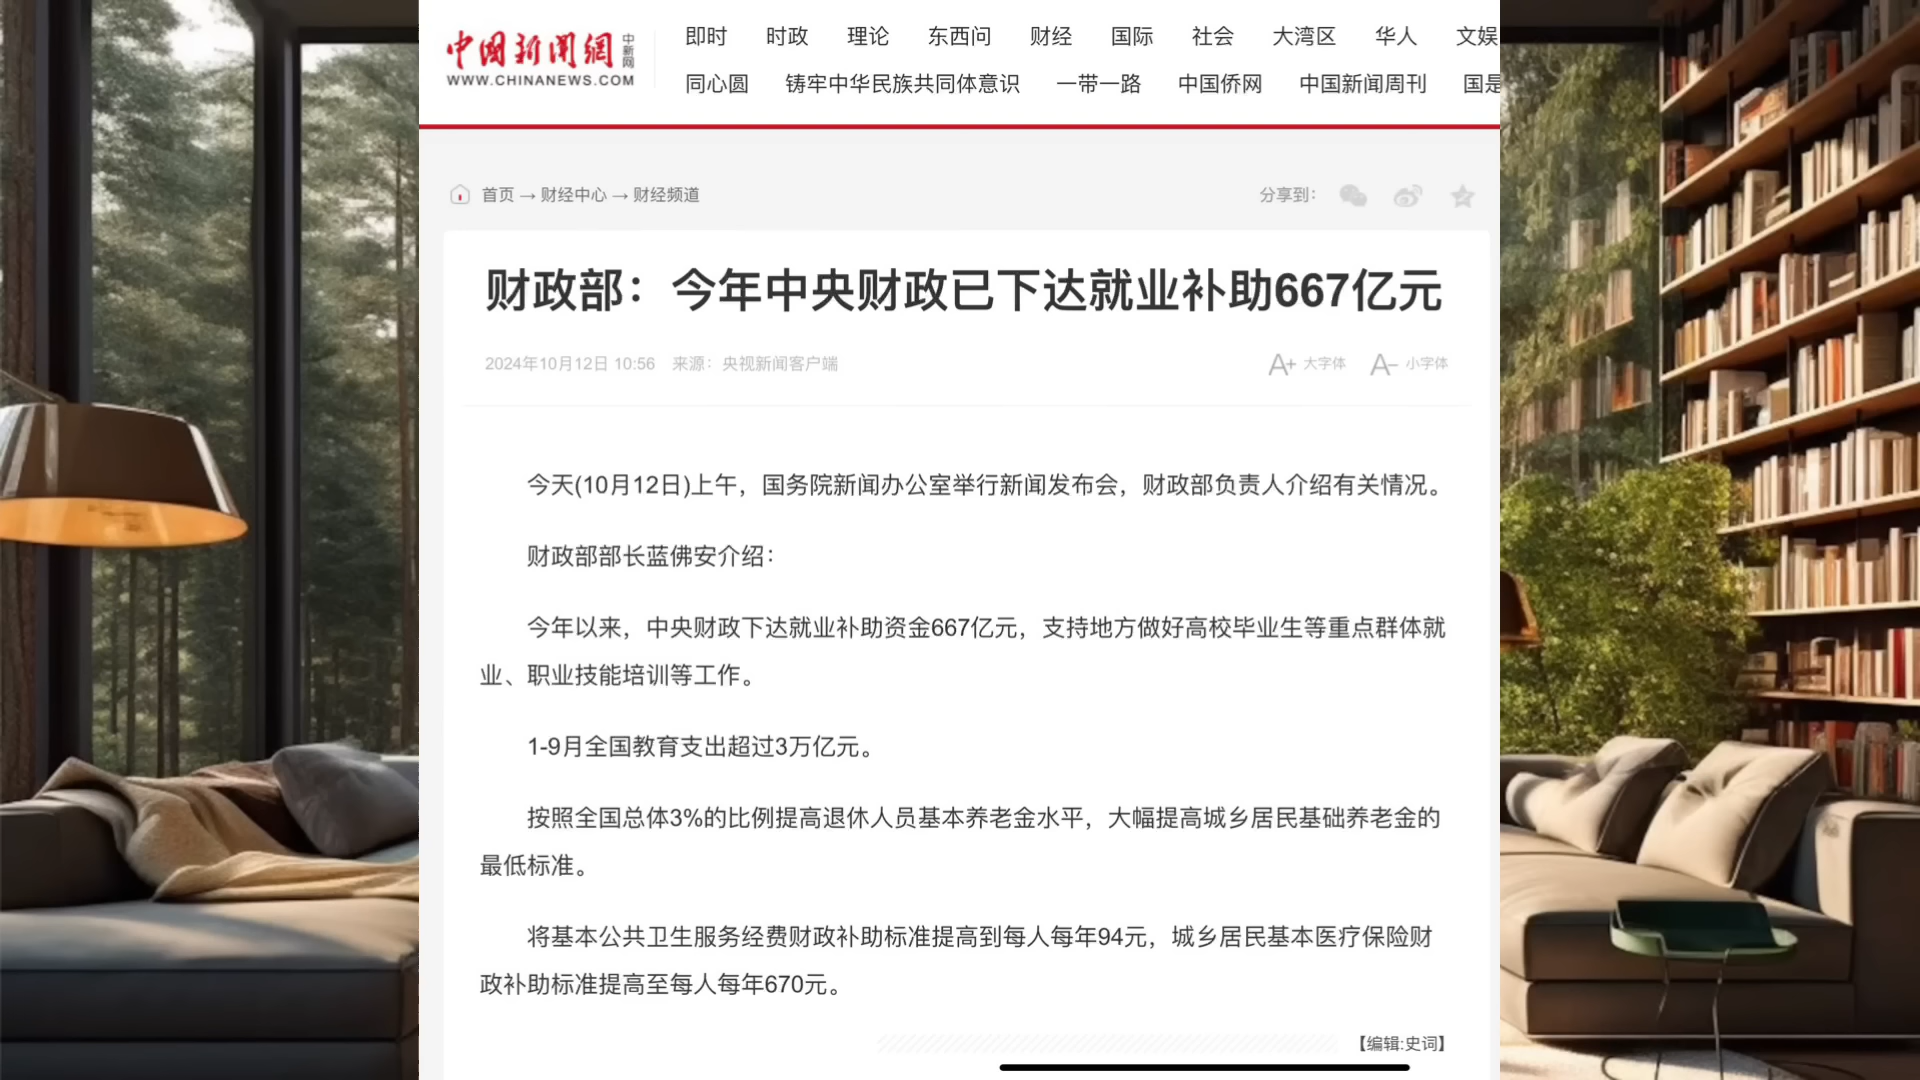 中国新闻網 中新网
WWW.CHINANEWS.COM
即时 时政 理论 东西问 财经 国际 社会 大湾区 华人 文娱
同心圆 铸牢中华民族共同体意识 一带一路 中国侨网 中国新闻周刊 国是
首页 → 财经中心 → 财经频道
分享到：
财政部：今年中央财政已下达就业补助667亿元
2024年10月12日 10:56 来源：央视新闻客户端
A+ 大字体 A- 小字体
今天(10月12日)上午，国务院新闻办公室举行新闻发布会，财政部负责人介绍有关情况。
财政部部长蓝佛安介绍：
今年以来，中央财政下达就业补助资金667亿元，支持地方做好高校毕业生等重点群体就
业、职业技能培训等工作。
1-9月全国教育支出超过3万亿元。
按照全国总体3%的比例提高退休人员基本养老金水平，大幅提高城乡居民基础养老金的
最低标准。
将基本公共卫生服务经费财政补助标准提高到每人每年94元，城乡居民基本医疗保险财
政补助标准提高至每人每年670元。
【编辑:史词】